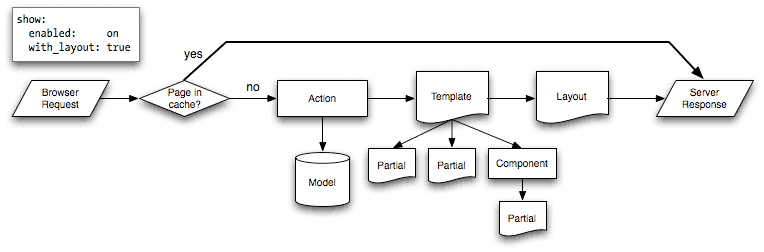 show:
  enabled:     on
  with_layout: true
yes
Browser
Request
Page in
cache?
no
Action
Template
Layout
Server
Response
Model
Partial
Partial
Component
Partial